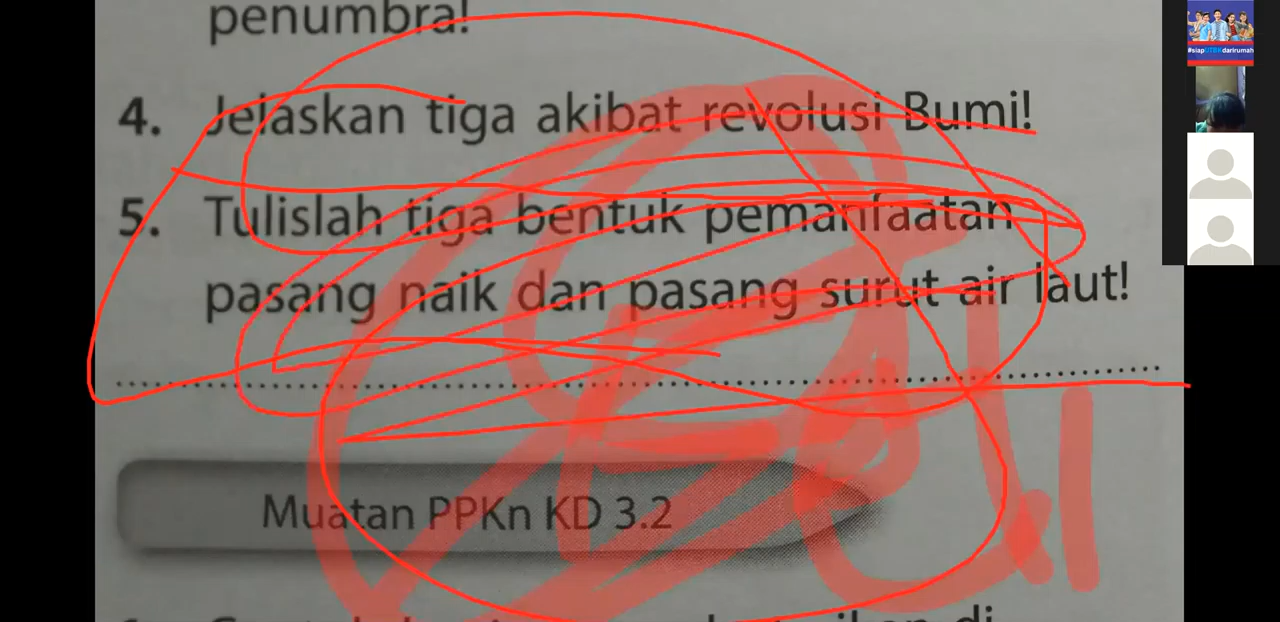 penumbra!
4. Jelaskan tiga akibat revolusi Bumi!
5. Tulislah tiga bentuk pemanfaatan
pasang naik dan pasang surut air laut!
Muatan PPKn KD 3.2
#siapUTBKdarirumah